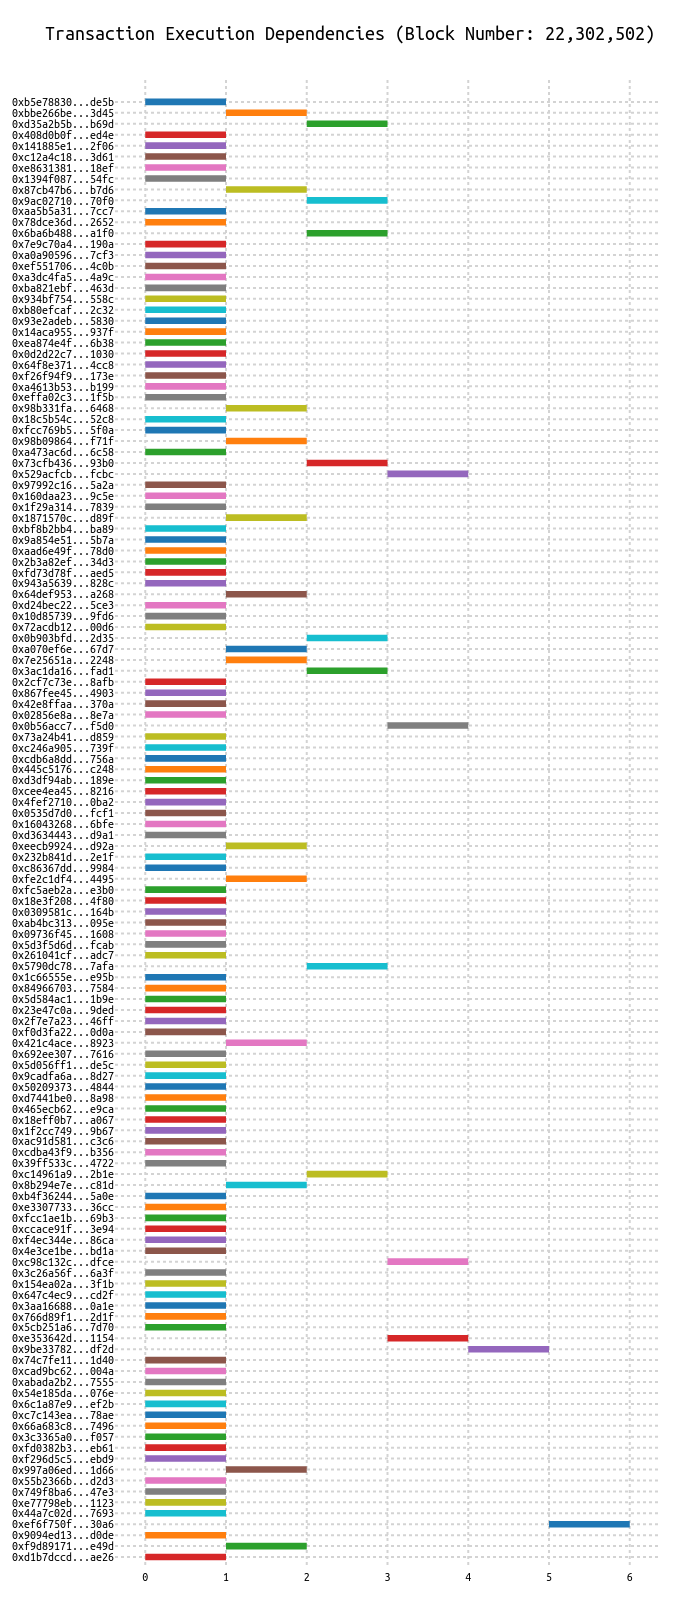 Transaction Execution Dependencies (Block Number: 22,302,502)
0xb5e78830...de5b
0xbbe266be...3d45
0xd35a2b5b...b69d
0x408d0b0f...ed4e
0x141885e1...2f06
0xc12a4c18...3d61
0xe8631381...18ef
0x1394f087...54fc
0x87cb47b6...b7d6
0x9ac02710...70f0
0xaa5b5a31...7cc7
0x78dce36d...2652
0x6ba6b488...a1f0
0x7e9c70a4...190a
0xa0a90596...7cf3
0xef551706...4c0b
0xa3dc4fa5...4a9c
0xba821ebf...463d
0x934bf754...558c
0xb80efcaf...2c32
0x93e2adeb...5830
0x14aca955...937f
0xea874e4f...6b38
0x0d2d22c7...1030
0x64f8e371...4cc8
0xf26f94f9...173e
0xa4613b53...b199
0xeffa02c3...1f5b
0x98b331fa...6468
0x18c5b54c...52c8
0xfcc769b5...5f0a
0x98b09864...f71f
0xa473ac6d...6c58
0x73cfb436...93b0
0x529acfcb...fcbc
0x97992c16...5a2a
0x160daa23...9c5e
0x1f29a314...7839
0x1871570c...d89f
0xbf8b2bb4...ba89
0x9a854e51...5b7a
0xaad6e49f...78d0
0x2b3a82ef...34d3
0xfd73d78f...aed5
0x943a5639...828c
0x64def953...a268
0xd24bec22...5ce3
0x10d85739...9fd6
0x72acdb12...00d6
0x0b903bfd...2d35
0xa070ef6e...67d7
0x7e25651a...2248
0x3ac1da16...fad1
0x2cf7c73e...8afb
0x867fee45...4903
0x42e8ffaa...370a
0x02856e8a...8e7a
0x0b56acc7...f5d0
0x73a24b41...d859
0xc246a905...739f
0xcdb6a8dd...756a
0x445c5176...c248
0xd3df94ab...189e
0xcee4ea45...8216
0x4fef2710...0ba2
0x0535d7d0...fcf1
0x16043268...6bfe
0xd3634443...d9a1
0xeecb9924...d92a
0x232b841d...2e1f
0xc86367dd...9984
0xfe2c1df4...4495
0xfc5aeb2a...e3b0
0x18e3f208...4f80
0x0309581c...164b
0xab4bc313...095e
0x09736f45...1608
0x5d3f5d6d...fcab
0x261041cf...adc7
0x5790dc78...7afa
0x1c66555e...e95b
0x84966703...7584
0x5d584ac1...1b9e
0x23e47c0a...9ded
0x2f7e7a23...46ff
0xf0d3fa22...0d0a
0x421c4ace...8923
0x692ee307...7616
0x5d056ff1...de5c
0x9cadfa6a...8d27
0x50209373...4844
0xd7441be0...8a98
0x465ecb62...e9ca
0x18eff0b7...a067
0x1f2cc749...9b67
0xac91d581...c3c6
0xcdba43f9...b356
0x39ff533c...4722
0xc14961a9...2b1e
0x8b294e7e...c81d
0xb4f36244...5a0e
0xe3307733...36cc
0xfcc1ae1b...69b3
0xccace91f...3e94
0xf4ec344e...86ca
0x4e3ce1be...bd1a
0xc98c132c...dfce
0x3c26a56f...6a3f
0x154ea02a...3f1b
0x647c4ec9...cd2f
0x3aa16688...0a1e
0x766d89f1...2d1f
0x5cb251a6...7d70
0xe353642d...1154
0x9be33782...df2d
0x74c7fe11...1d40
0xcad9bc62...004a
0xabada2b2...7555
0x54e185da...076e
0x6c1a87e9...ef2b
0xc7c143ea...78ae
0x66a683c8...7496
0x3c3365a0...f057
0xfd0382b3...eb61
0xf296d5c5...ebd9
0x997a06ed...1d66
0x55b2366b...d2d3
0x749f8ba6...47e3
0xe77798eb...1123
0x44a7c02d...7693
0xef6f750f...30a6
0x9094ed13...d0de
0xf9d89171...e49d
0xd1b7dccd...ae26
0 1 2 3 4 5 6